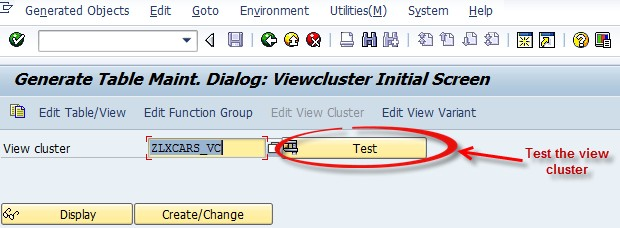 Generated Objects Edit Goto Environment Utilities(M) System Help
Generate Table Maint. Dialog: Viewcluster Initial Screen
Edit Table/View Edit Function Group Edit View Cluster Edit View Variant
View cluster ZLXCARS_VC Test
Test the view
cluster
Display Create/Change